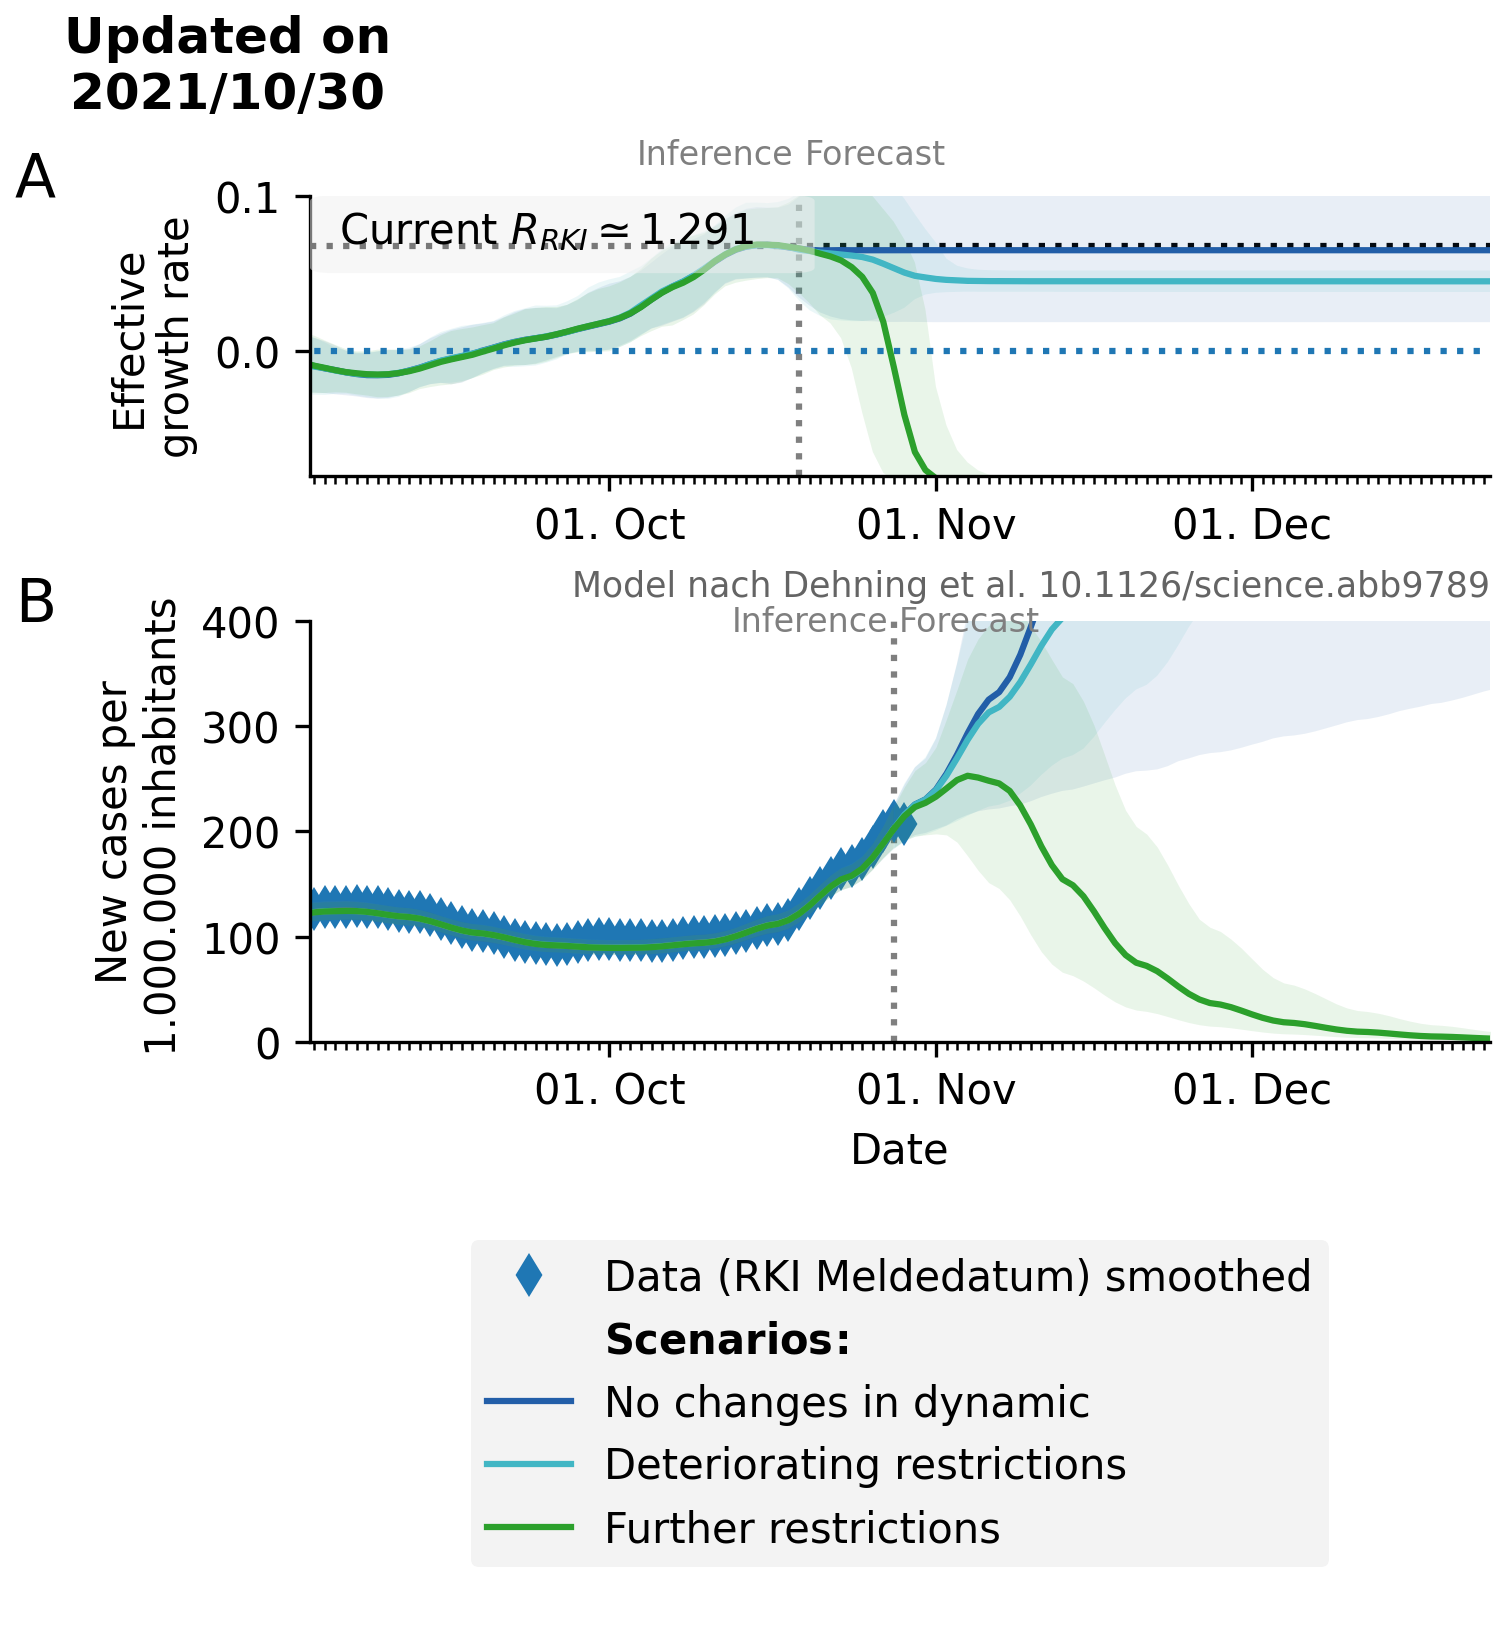 Updated on
2021/10/30
A
Inference Forecast
Effective
growth rate
0.1
0.0
Current R_RKI ≃ 1.291
01. Oct
01. Nov
01. Dec
B
Model nach Dehning et al. 10.1126/science.abb9789
Inference Forecast
New cases per
1.000.000 inhabitants
400
300
200
100
0
01. Oct
01. Nov
01. Dec
Date
Data (RKI Meldedatum) smoothed
Scenarios:
No changes in dynamic
Deteriorating restrictions
Further restrictions